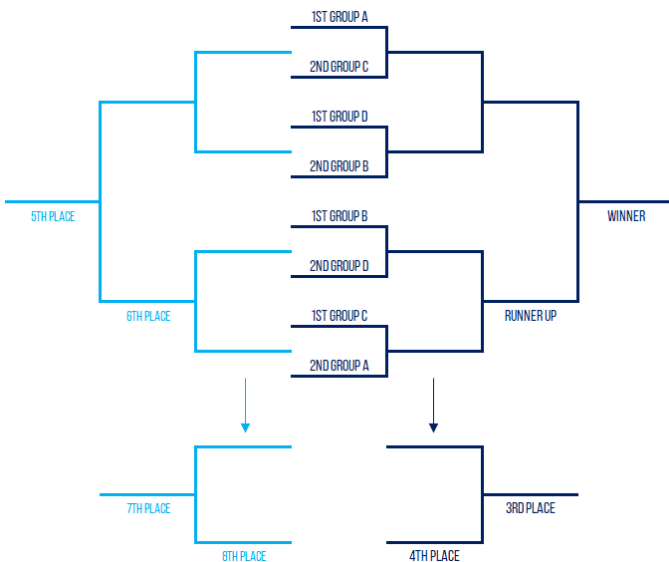 1ST GROUP A
2ND GROUP C
1ST GROUP D
2ND GROUP B
5TH PLACE
1ST GROUP B
WINNER
2ND GROUP D
6TH PLACE
1ST GROUP C
RUNNER UP
2ND GROUP A
7TH PLACE
3RD PLACE
8TH PLACE
4TH PLACE